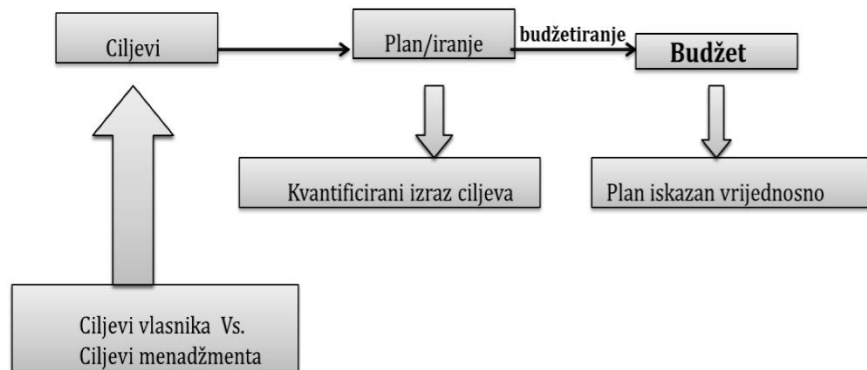 Ciljevi
Plan/iranje
budžetiranje
Budžet
Kvantificirani izraz ciljeva
Plan iskazan vrijednosno
Ciljevi vlasnika Vs.
Ciljevi menadžmenta